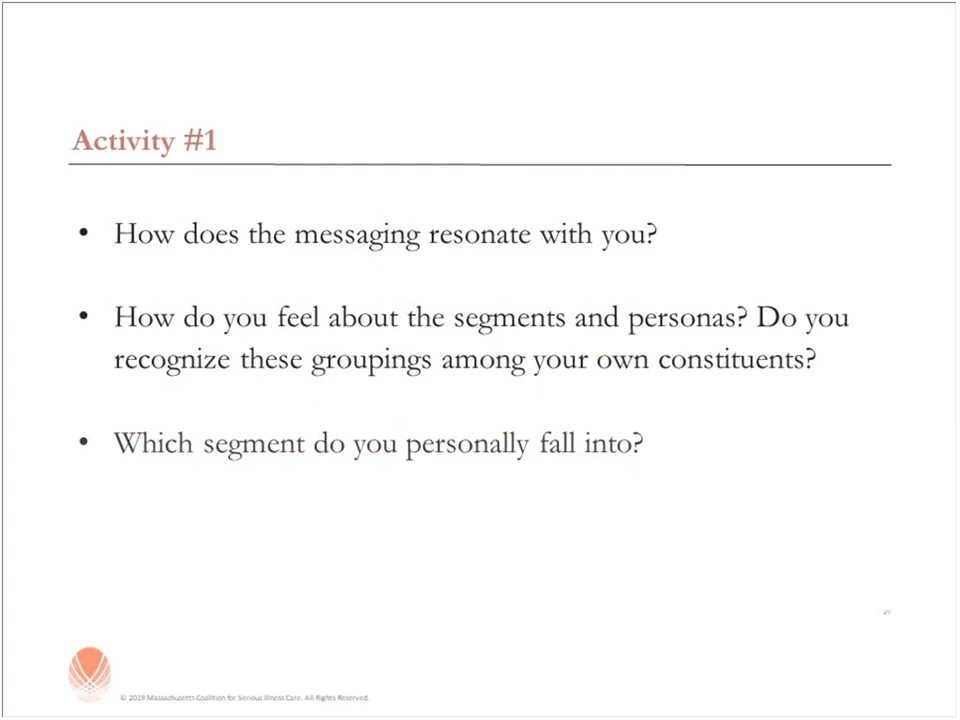 Activity #1
• How does the messaging resonate with you?
• How do you feel about the segments and personas? Do you
recognize these groupings among your own constituents?
• Which segment do you personally fall into?
49
© 2019 Massachusetts Coalition for Serious Illness Care. All Rights Reserved.